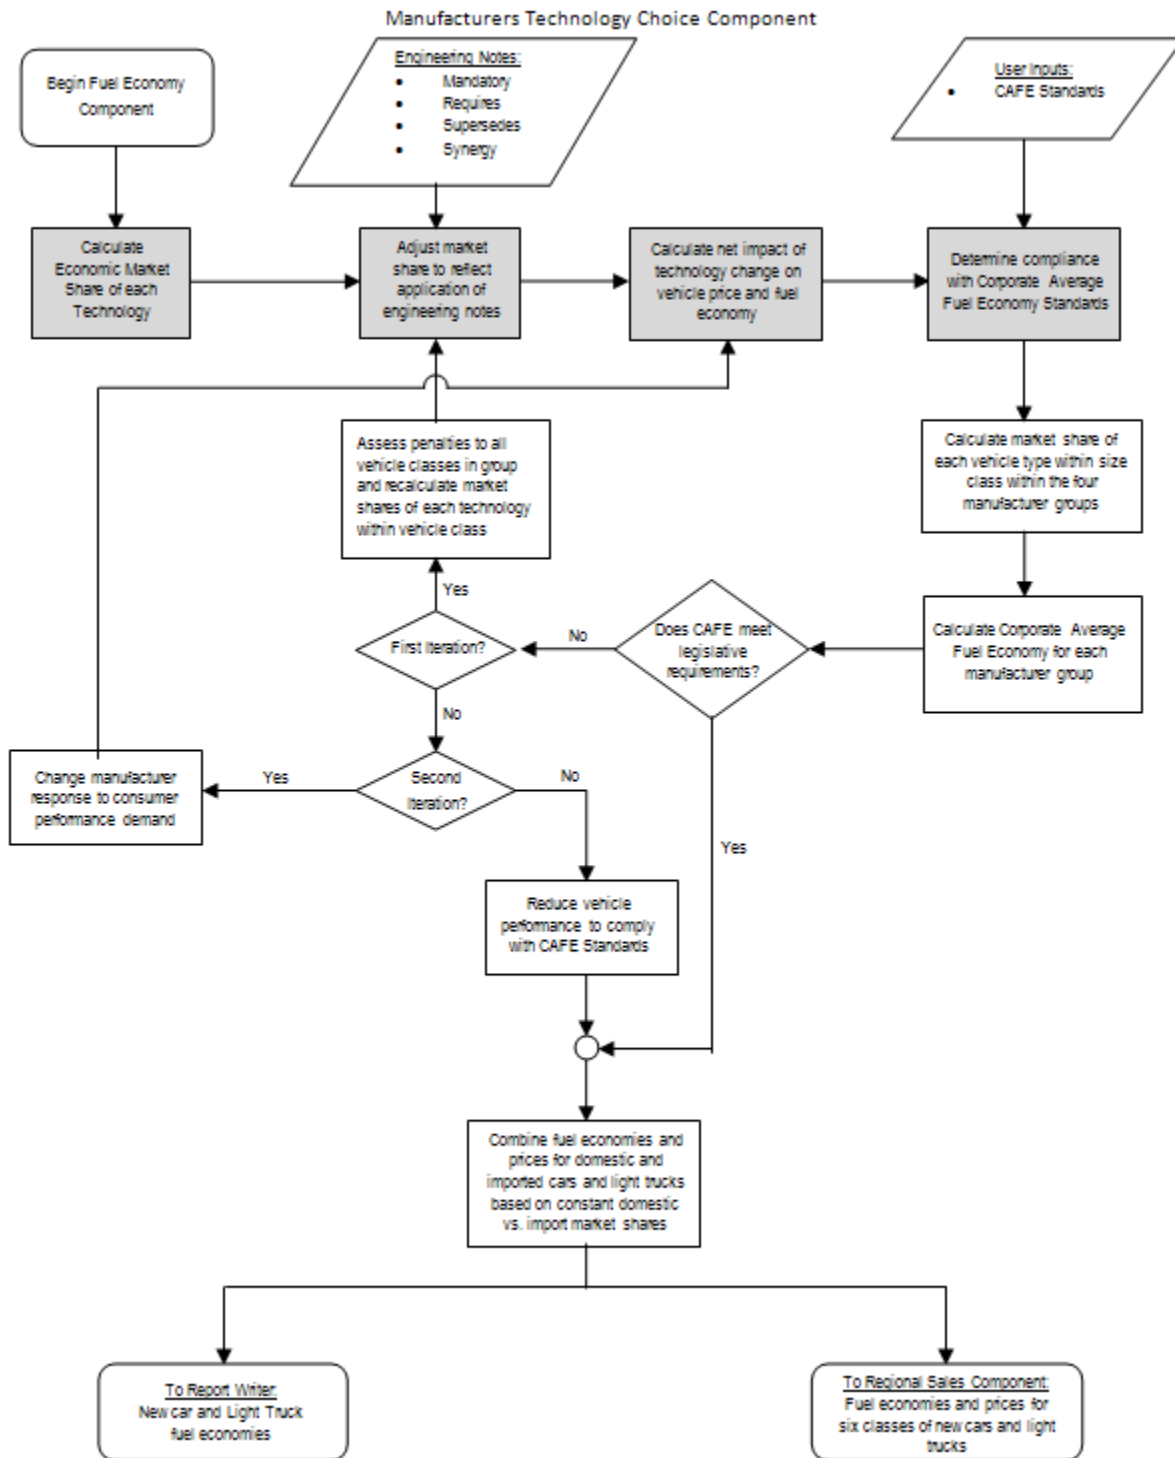 Manufacturers Technology Choice Component
Begin Fuel Economy
Component
Engineering Notes:
• Mandatory
• Requires
• Supersedes
• Synergy
User Inputs:
• CAFE Standards
Calculate
Economic Market
Share of each
Technology
Adjust market
share to reflect
application of
engineering notes
Calculate net impact of
technology change on
vehicle price and fuel
economy
Determine compliance
with Corporate Average
Fuel Economy Standards
Assess penalties to all
vehicle classes in group
and recalculate market
shares of each technology
within vehicle class
Calculate market share of
each vehicle type within size
class within the four
manufacturer groups
Yes
First Iteration?
No
Does CAFE meet
legislative
requirements?
Calculate Corporate Average
Fuel Economy for each
manufacturer group
No
Change manufacturer
response to consumer
performance demand
Yes
Second
Iteration?
No
Yes
Reduce vehicle
performance to comply
with CAFE Standards
Combine fuel economies and
prices for domestic and
imported cars and light trucks
based on constant domestic
vs. import market shares
To Report Writer:
New car and Light Truck
fuel economies
To Regional Sales Component:
Fuel economies and prices for
six classes of new cars and light
trucks